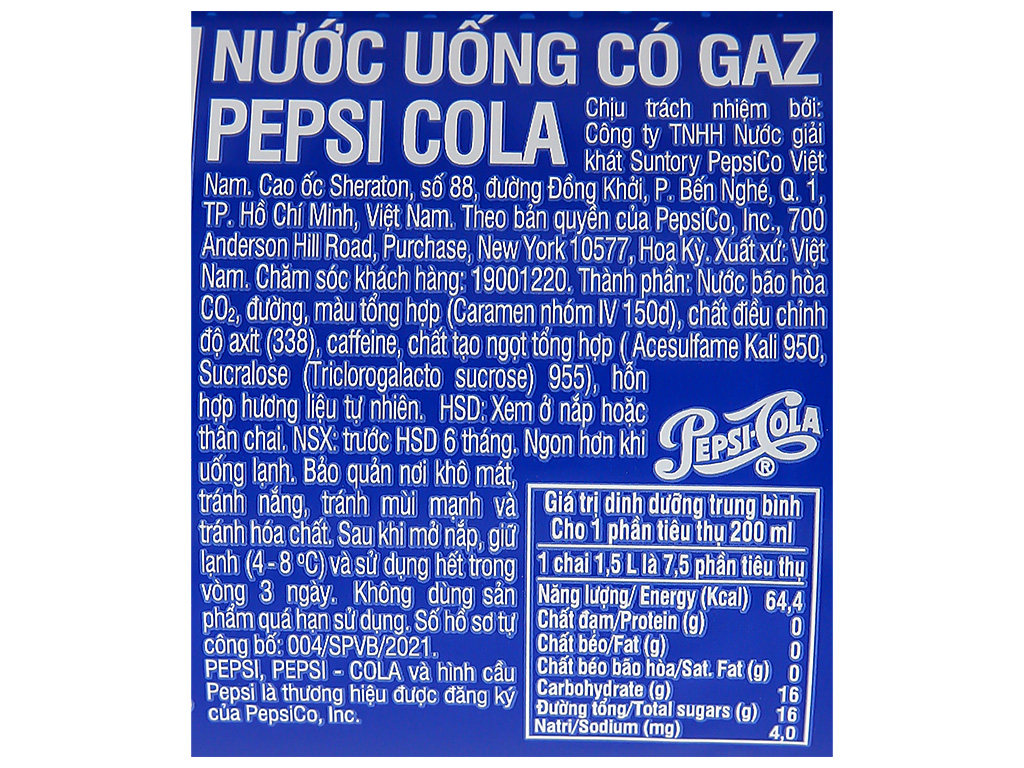 NƯỚC UỐNG CÓ GAZ
PEPSI COLA
Chịu trách nhiệm bởi:
Công ty TNHH Nước giải
khát Suntory PepsiCo Việt
Nam. Cao ốc Sheraton, số 88, đường Đồng Khởi, P. Bến Nghé, Q. 1,
TP. Hồ Chí Minh, Việt Nam. Theo bản quyền của PepsiCo, Inc., 700
Anderson Hill Road, Purchase, New York 10577, Hoa Kỳ. Xuất xứ: Việt
Nam. Chăm sóc khách hàng: 19001220. Thành phần: Nước bão hòa
CO₂, đường, màu tổng hợp (Caramen nhóm IV 150d), chất điều chỉnh
độ axít (338), caffeine, chất tạo ngọt tổng hợp ( Acesulfame Kali 950,
Sucralose (Triclorogalacto sucrose) 955), hỗn
hợp hương liệu tự nhiên. HSD: Xem ở nắp hoặc
thân chai. NSX: trước HSD 6 tháng. Ngon hơn khi
uống lạnh. Bảo quản nơi khô mát,
tránh nắng, tránh mùi mạnh và
tránh hóa chất. Sau khi mở nắp, giữ
lạnh (4 - 8 ºC) và sử dụng hết trong
vòng 3 ngày. Không dùng sản
phẩm quá hạn sử dụng. Số hồ sơ tự
công bố: 004/SPVB/2021.
PEPSI, PEPSI - COLA và hình cầu
Pepsi là thương hiệu được đăng ký
của PepsiCo, Inc.
PEPSI-COLA ®
Giá trị dinh dưỡng trung bình
Cho 1 phần tiêu thụ 200 ml
1 chai 1,5 L là 7,5 phần tiêu thụ
Năng lượng/ Energy (Kcal) 64,4
Chất đạm/Protein (g) 0
Chất béo/Fat (g) 0
Chất béo bão hòa/Sat. Fat (g) 0
Carbohydrate (g) 16
Đường tổng/Total sugars (g) 16
Natri/Sodium (mg) 4,0